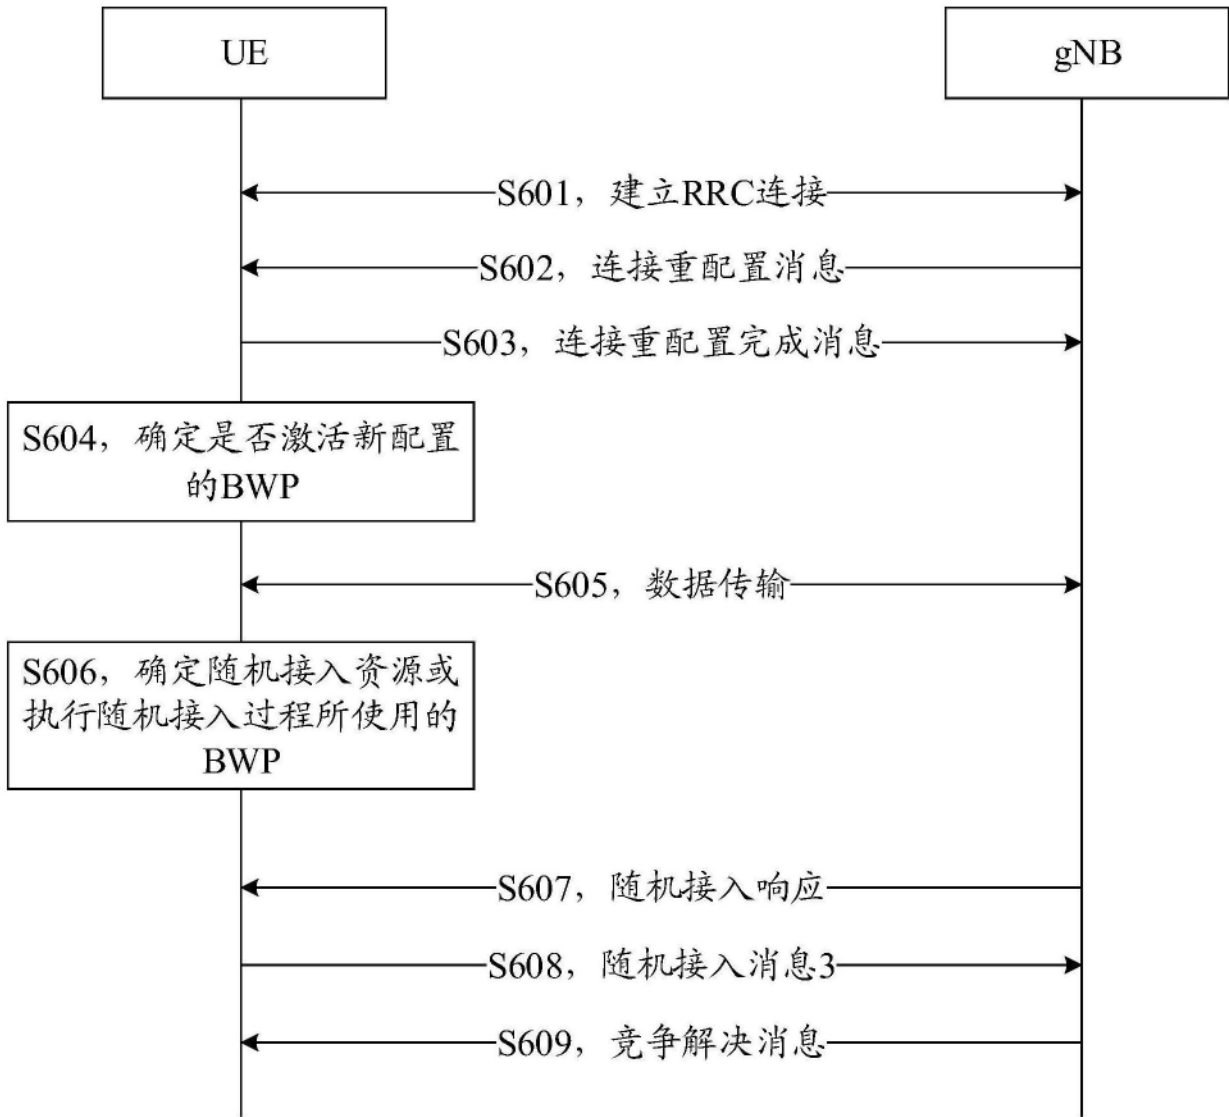 UE
gNB
S601，建立RRC连接
S602，连接重配置消息
S603，连接重配置完成消息
S604，确定是否激活新配置
的BWP
S605，数据传输
S606，确定随机接入资源或
执行随机接入过程所使用的
BWP
S607，随机接入响应
S608，随机接入消息3
S609，竞争解决消息